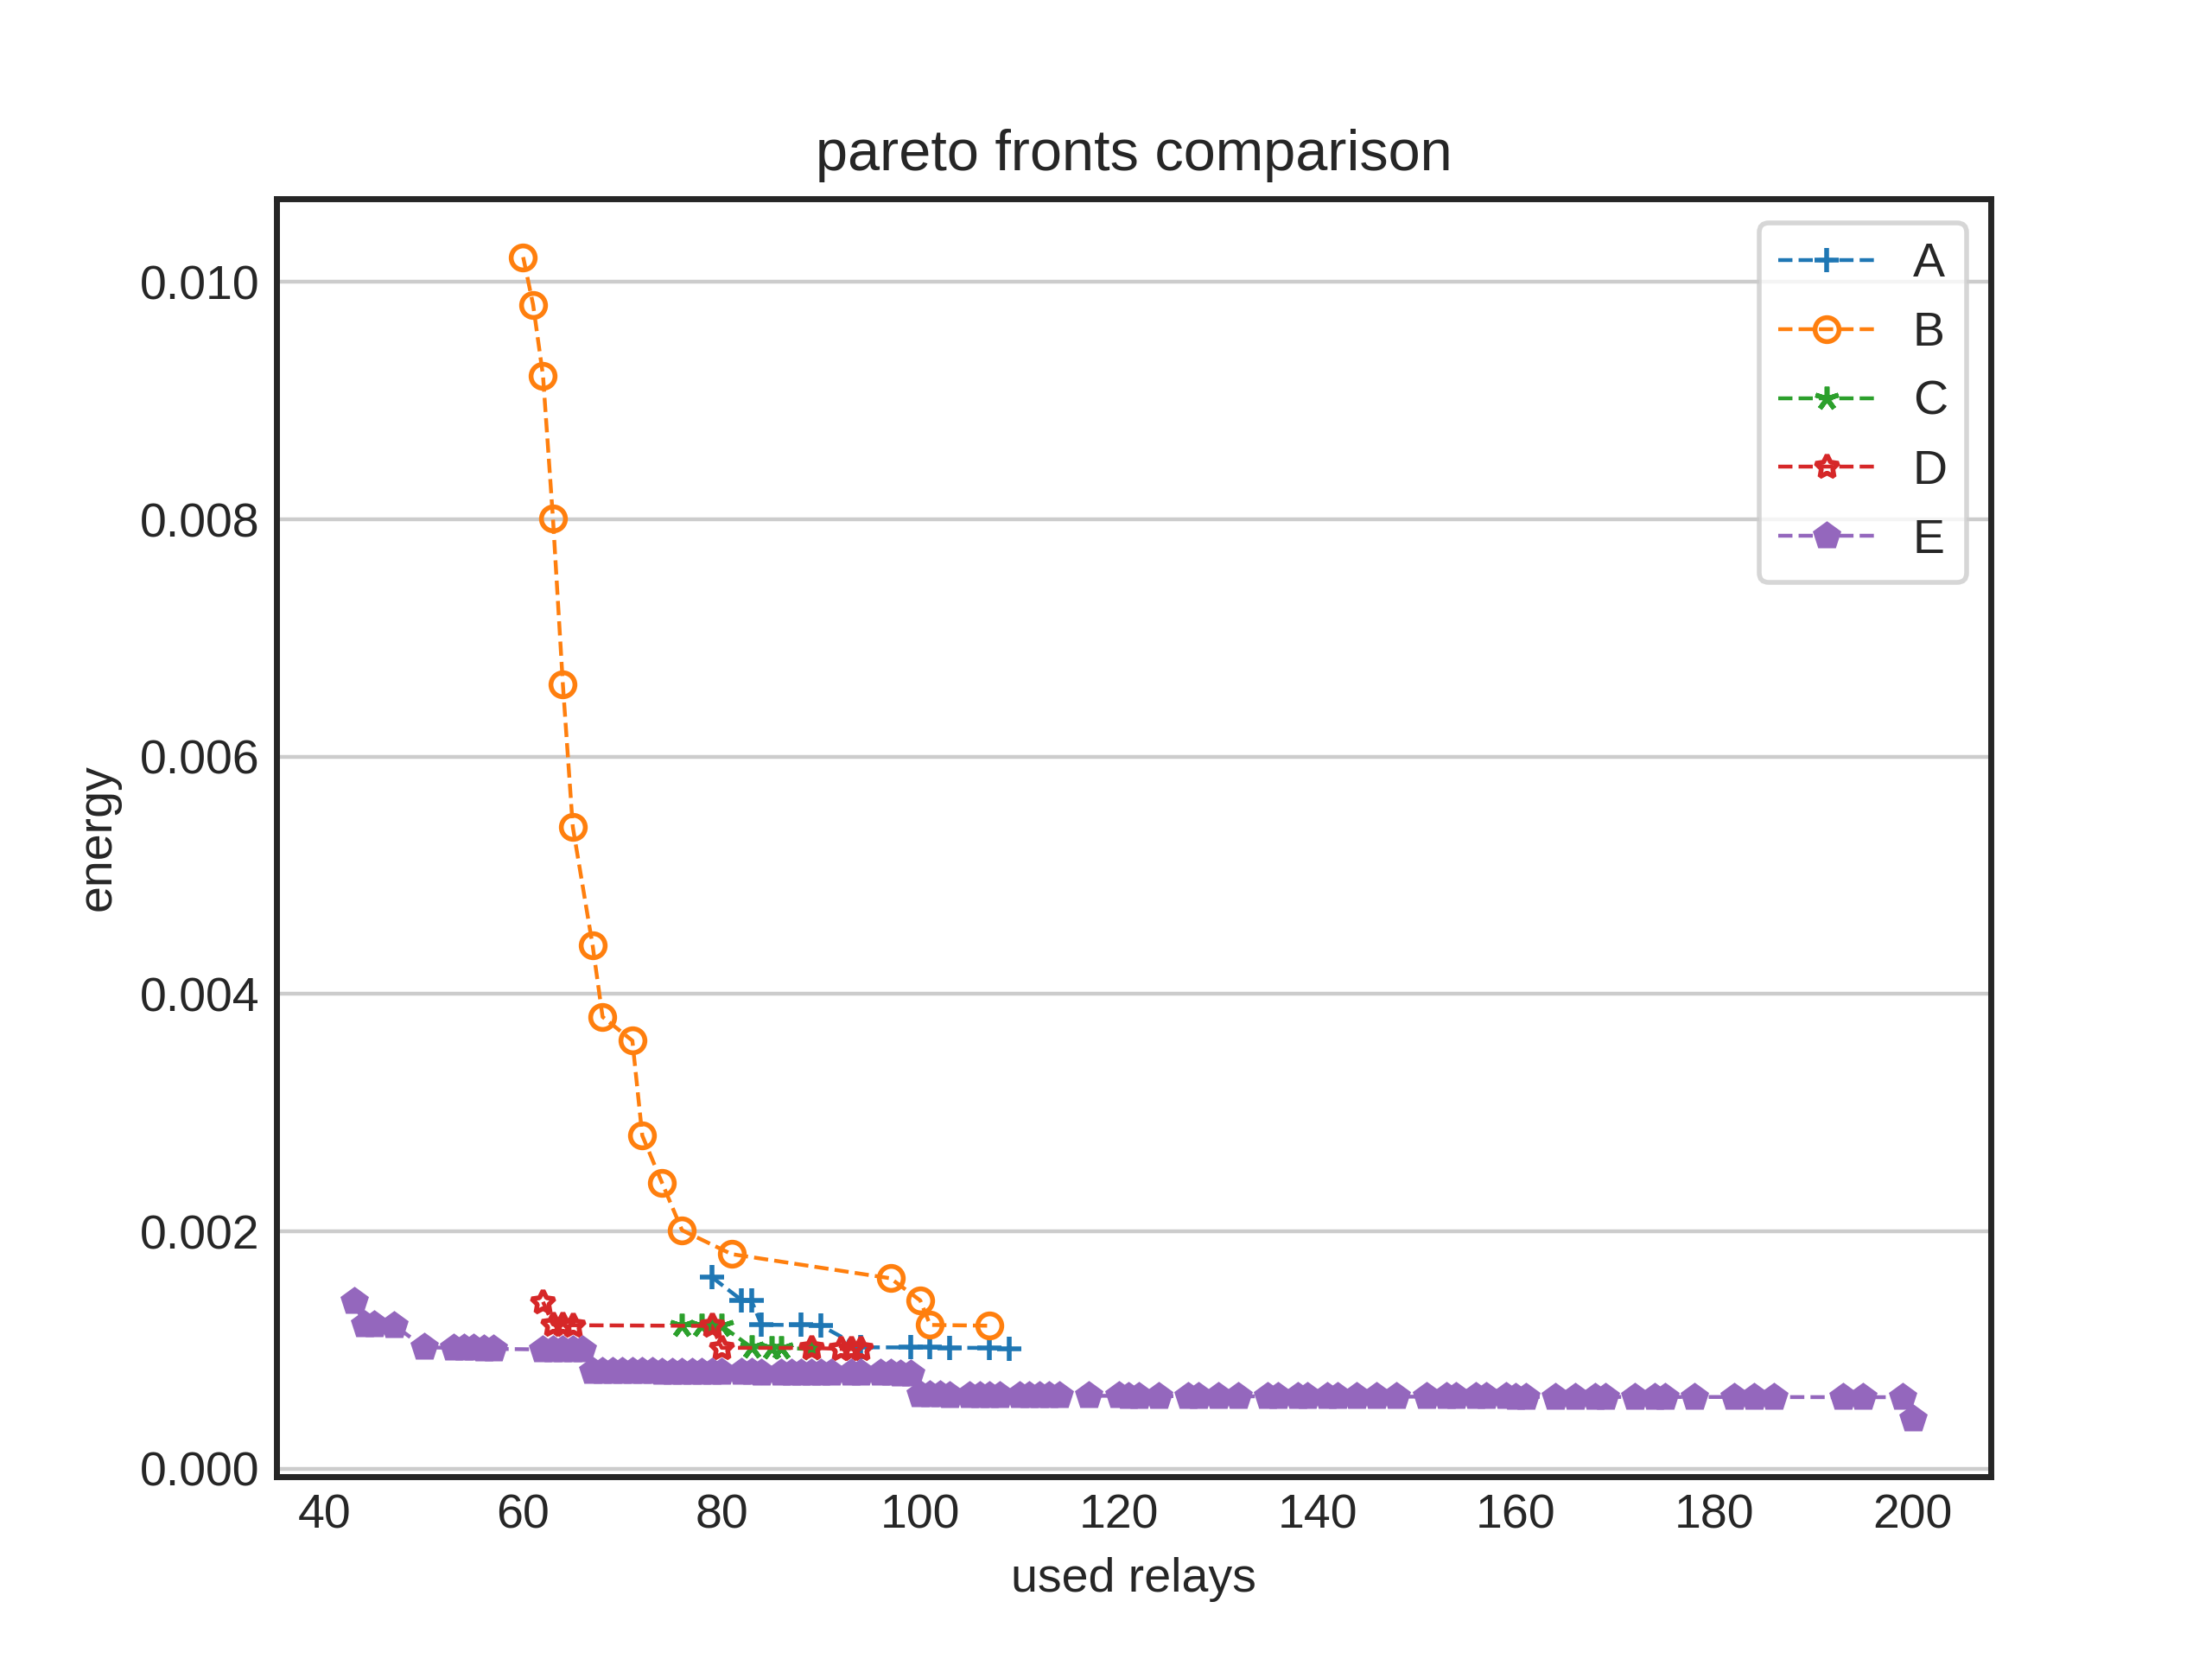 pareto fronts comparison
A
B
C
D
E
0.010
0.008
0.006
0.004
0.002
0.000
energy
40 60 80 100 120 140 160 180 200
used relays